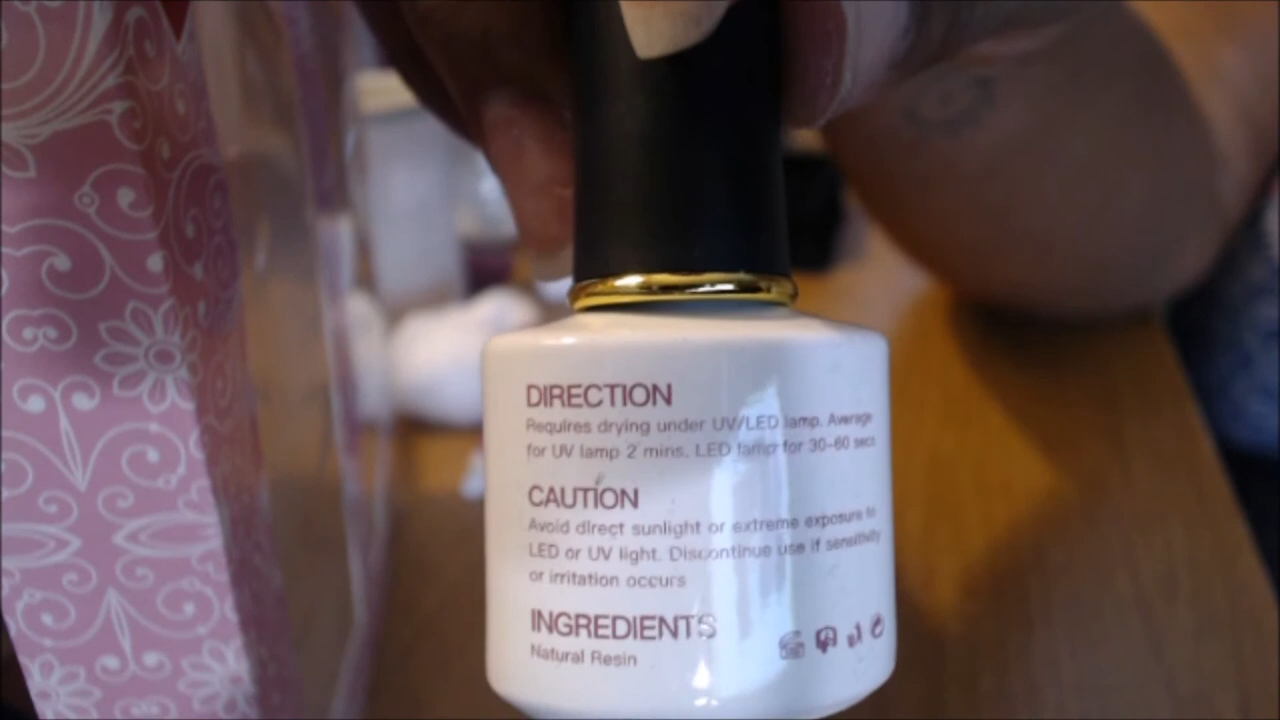 DIRECTION
Requires drying under UV/LED lamp. Average
for UV lamp 2 mins. LED lamp for 30-60 secs
CAUTION
Avoid direct sunlight or extreme exposure to
LED or UV light. Discontinue use if sensitivity
or irritation occurs
INGREDIENTS
Natural Resin